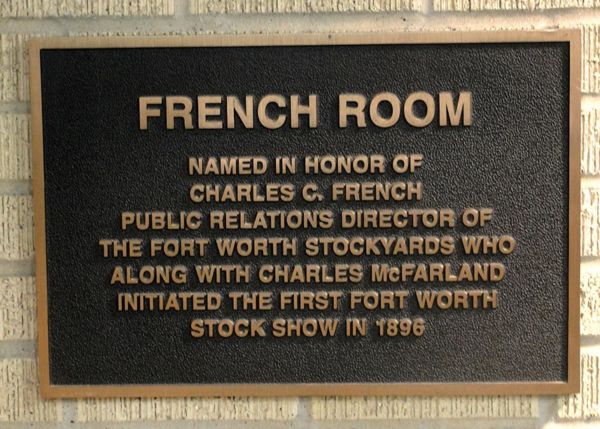 FRENCH ROOM
NAMED IN HONOR OF
CHARLES C. FRENCH
PUBLIC RELATIONS DIRECTOR OF
THE FORT WORTH STOCKYARDS WHO
ALONG WITH CHARLES McFARLAND
INITIATED THE FIRST FORT WORTH
STOCK SHOW IN 1896